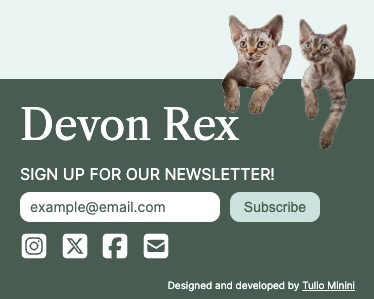 Devon Rex
SIGN UP FOR OUR NEWSLETTER!
example@email.com Subscribe
Designed and developed by Tulio Minini